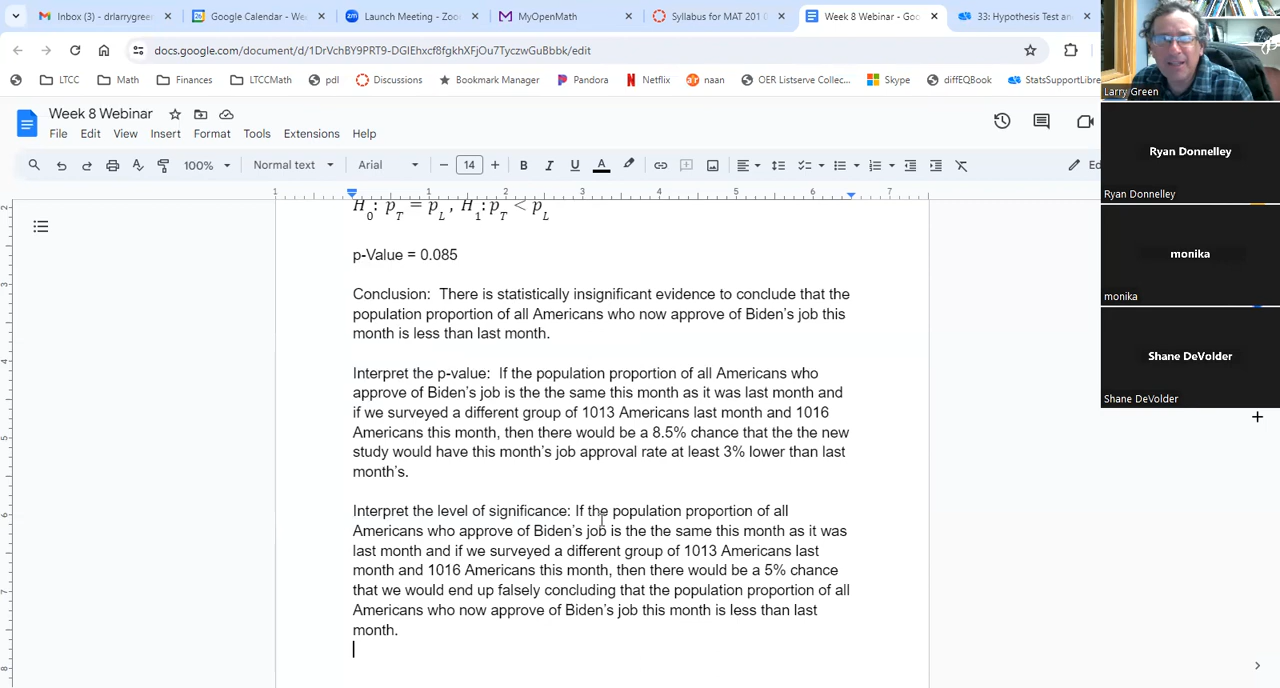 Inbox (3) - drlarrygree
Google Calendar - We
Launch Meeting - Zoo
MyOpenMath
Syllabus for MAT 201
Week 8 Webinar - Goo
33: Hypothesis Test an
docs.google.com/document/d/
LTCC
Math
Finances
LTCCMath
pdl
Discussions
Bookmark Manager
Pandora
Netflix
naan
OER Listserve Collec...
Skype
diffEQBook
StatsSupportLibre
Week 8 Webinar
File Edit View Insert Format Tools Extensions Help
100% Normal text Arial
1 1 2 3 4 5 6 7
H0: pT = pL, H1: pT < pL
p-Value = 0.085
Conclusion: There is statistically insignificant evidence to conclude that the
population proportion of all Americans who now approve of Biden's job this
month is less than last month.
Interpret the p-value: If the population proportion of all Americans who
approve of Biden's job is the the same this month as it was last month and
if we surveyed a different group of 1013 Americans last month and 1016
Americans this month, then there would be a 8.5% chance that the the new
study would have this month's job approval rate at least 3% lower than last
month's.
Interpret the level of significance: If the population proportion of all
Americans who approve of Biden's job is the the same this month as it was
last month and if we surveyed a different group of 1013 Americans last
month and 1016 Americans this month, then there would be a 5% chance
that we would end up falsely concluding that the population proportion of all
Americans who now approve of Biden's job this month is less than last
month.
Larry Green
Ryan Donnelley
Ryan Donnelley
monika
monika
Shane DeVolder
Shane DeVolder